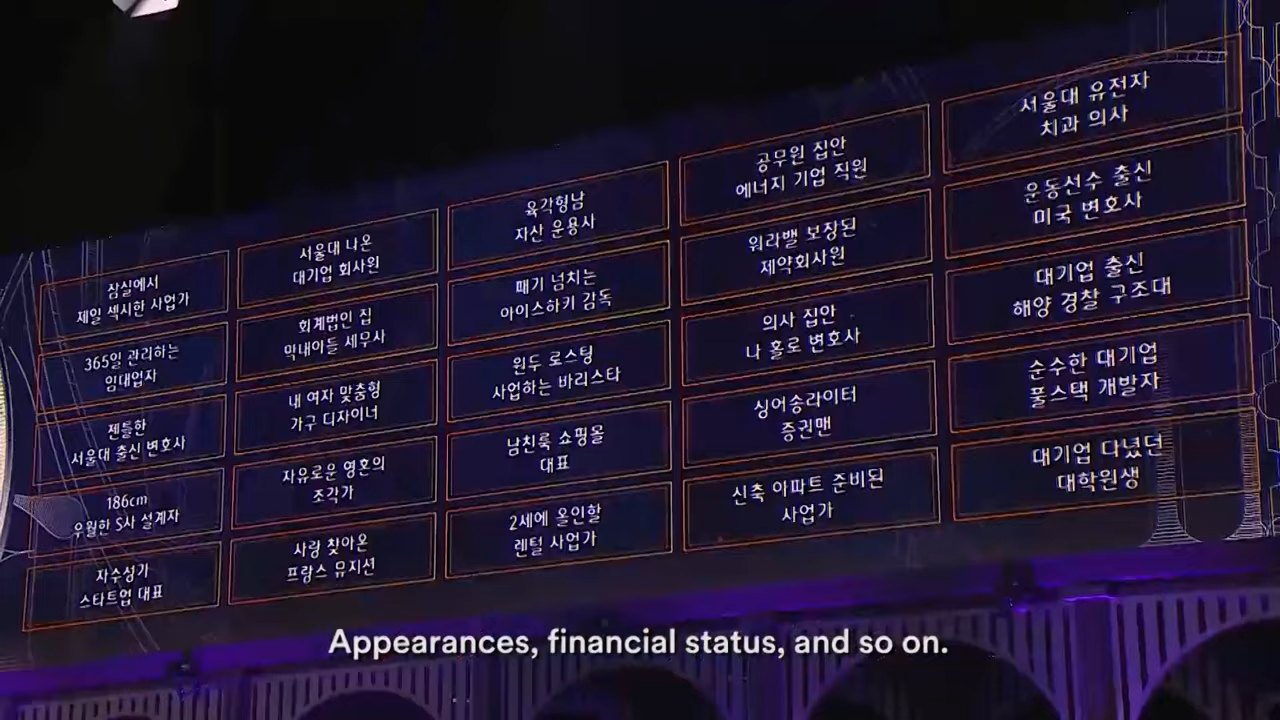 잠실에서
제일 섹시한 사업가
365일 관리하는
임대업자
젠틀한
서울대 출신 변호사
186cm
우월한 S사 설계자
자수성가
스타트업 대표
서울대 나온
대기업 회사원
회계법인 집
막내아들 세무사
내 여자 맞춤형
가구 디자이너
자유로운 영혼의
조각가
사랑 찾아온
프랑스 뮤지션
육각형남
자산 운용사
패기 넘치는
아이스하키 감독
원두 로스팅
사업하는 바리스타
남친룩 쇼핑몰
대표
2세에 올인할
렌털 사업가
공무원 집안
에너지 기업 직원
워라밸 보장된
제약회사원
의사 집안
나 홀로 변호사
싱어송라이터
증권맨
신축 아파트 준비된
사업가
서울대 유전자
치과 의사
운동선수 출신
미국 변호사
대기업 출신
해양 경찰 구조대
순수한 대기업
풀스택 개발자
대기업 다녔던
대학원생
Appearances, financial status, and so on.